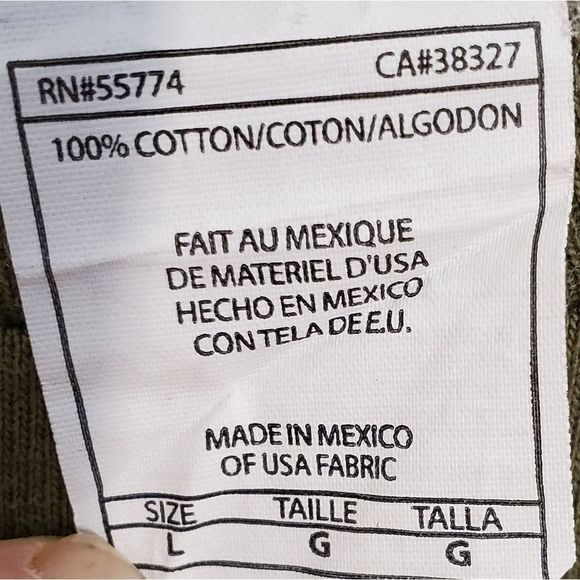 RN#55774 CA#38327
100% COTTON/COTON/ALGODON
FAIT AU MEXIQUE
DE MATERIEL D'USA
HECHO EN MEXICO
CON TELA DE E.U.
MADE IN MEXICO
OF USA FABRIC
SIZE TAILLE TALLA
L G G